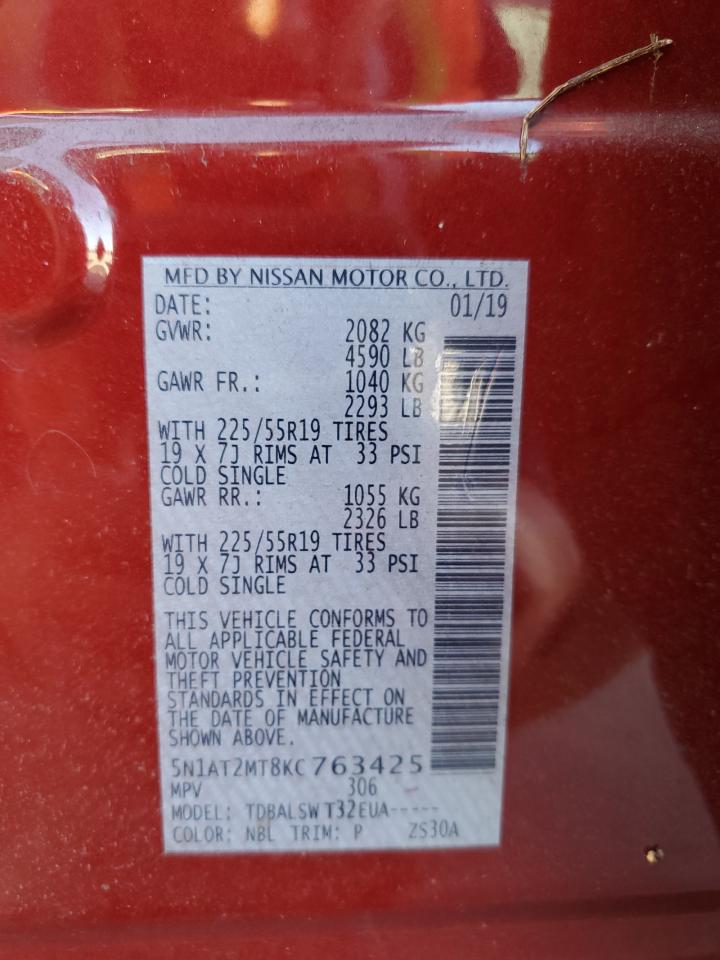 MFD BY NISSAN MOTOR CO., LTD.
DATE: 01/19
GVWR: 2082 KG
4590 LB
GAWR FR.: 1040 KG
2293 LB
WITH 225/55R19 TIRES
19 X 7J RIMS AT 33 PSI
COLD SINGLE
GAWR RR.: 1055 KG
2326 LB
WITH 225/55R19 TIRES
19 X 7J RIMS AT 33 PSI
COLD SINGLE
THIS VEHICLE CONFORMS TO
ALL APPLICABLE FEDERAL
MOTOR VEHICLE SAFETY AND
THEFT PREVENTION
STANDARDS IN EFFECT ON
THE DATE OF MANUFACTURE
SHOWN ABOVE.
5N1AT2MT8KC763425
MPV 306
MODEL: TDBALSWT32EUA-----
COLOR: NBL TRIM: P ZS30A